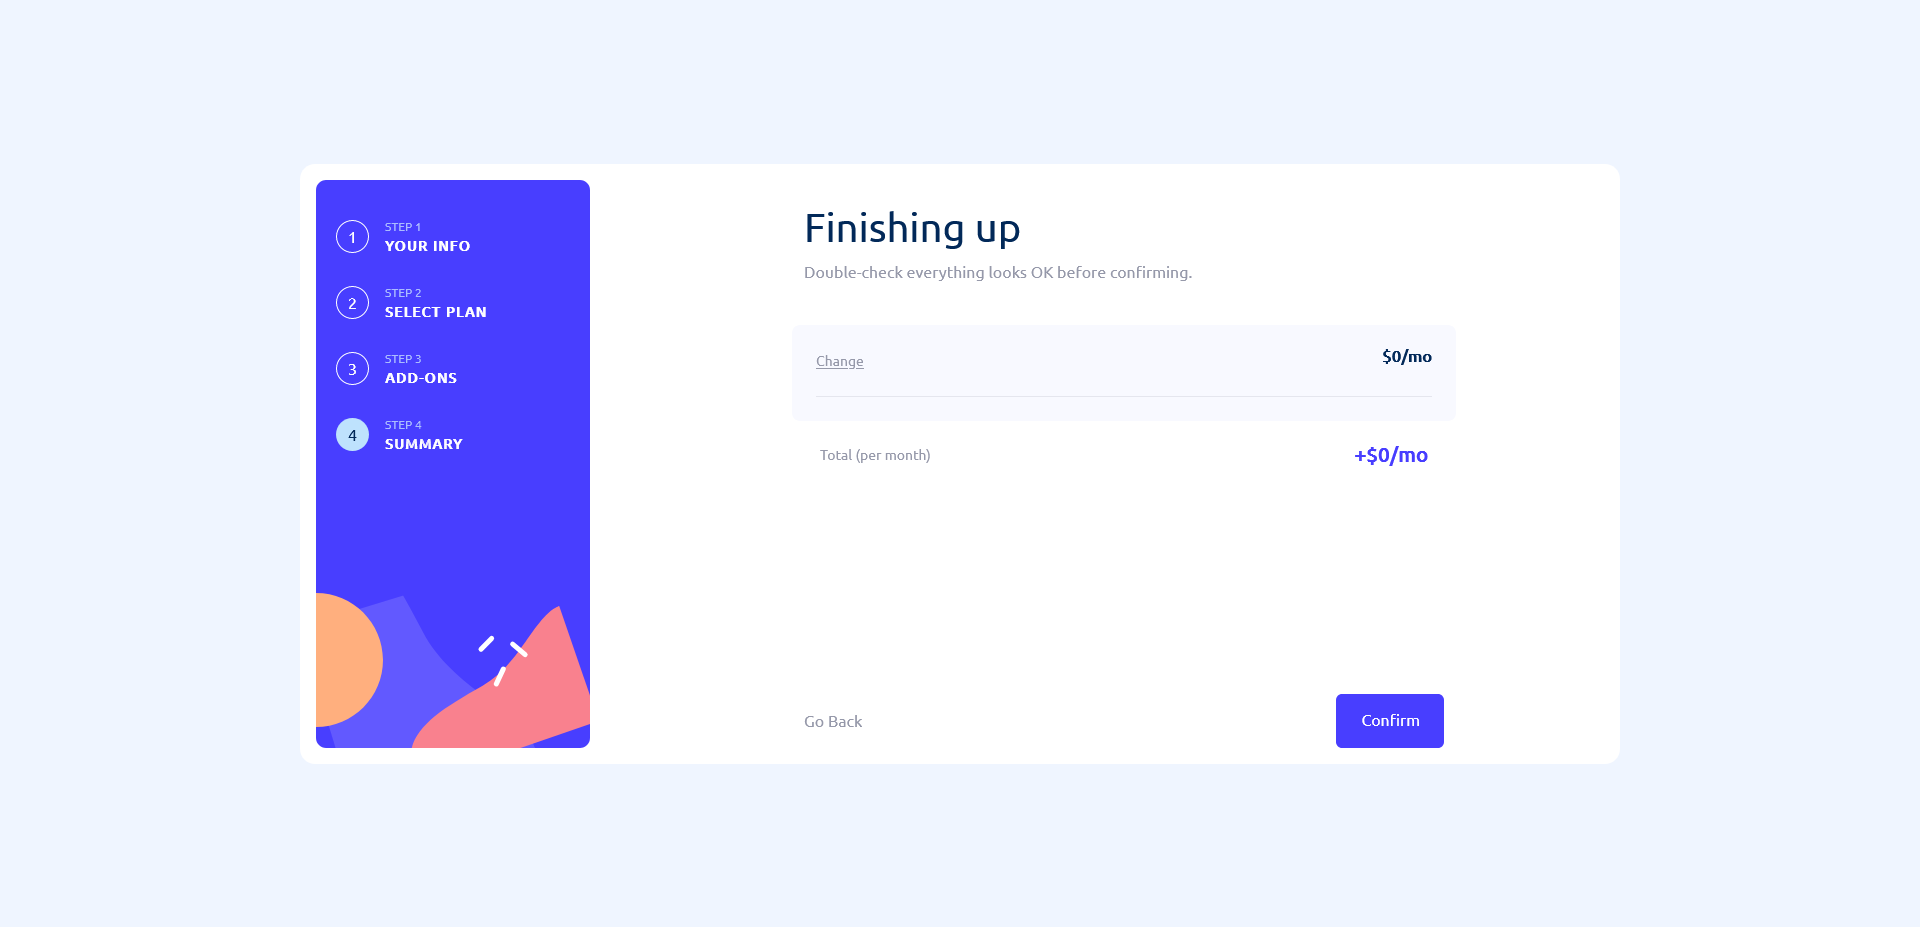 1
STEP 1
YOUR INFO
2
STEP 2
SELECT PLAN
3
STEP 3
ADD-ONS
4
STEP 4
SUMMARY
Finishing up
Double-check everything looks OK before confirming.
Change
$0/mo
Total (per month)
+$0/mo
Go Back
Confirm